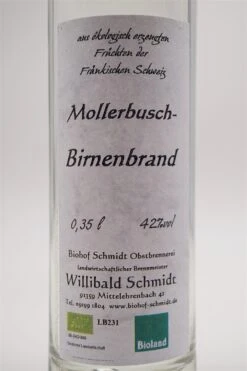 aus ökologisch erzeugten
Früchten der
Fränkischen Schweiz
Mollerbusch-
Birnenbrand
0,35 l 42%vol
Biohof Schmidt Obstbrennerei
Landwirtschaftlicher Brennmeister
Willibald Schmidt
91359 Mittelehrenbach 42
Tel. 09199 1804 www.biohof-schmidt.de
LB231
Bioland